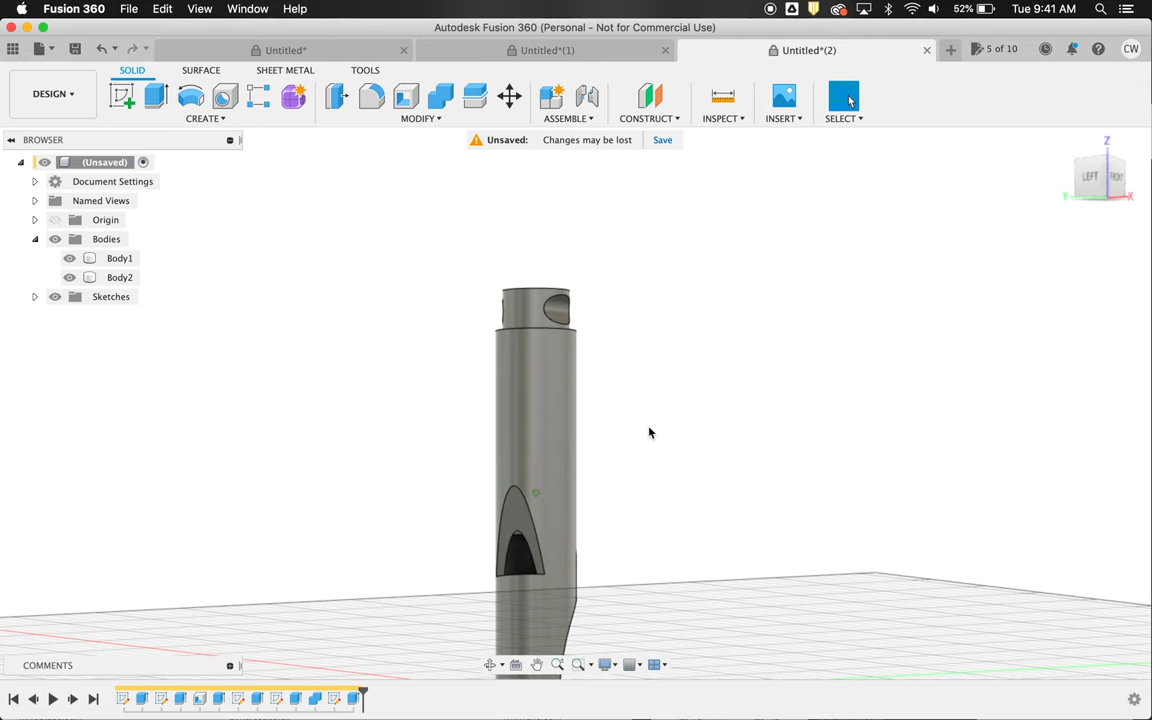 Fusion 360 File Edit View Window Help 52% Tue 9:41 AM
Autodesk Fusion 360 (Personal - Not for Commercial Use)
Untitled* Untitled*(1) Untitled*(2) 5 of 10 CW
SOLID SURFACE SHEET METAL TOOLS
DESIGN
CREATE MODIFY ASSEMBLE CONSTRUCT INSPECT INSERT SELECT
BROWSER Unsaved: Changes may be lost Save
(Unsaved)
Document Settings
Named Views
Origin
Bodies
Body1
Body2
Sketches
Z
LEFT FRONT
Y X
COMMENTS